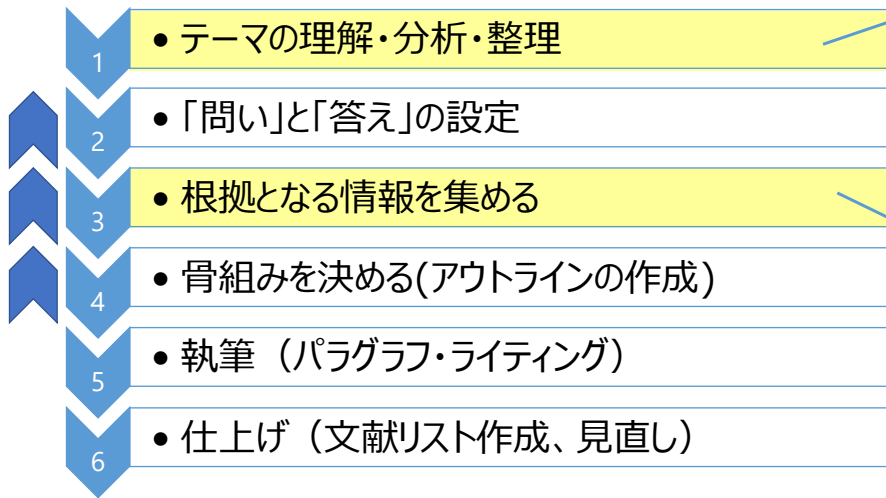 1 • テーマの理解・分析・整理
2 • 「問い」と「答え」の設定
3 • 根拠となる情報を集める
4 • 骨組みを決める(アウトラインの作成)
5 • 執筆（パラグラフ・ライティング）
6 • 仕上げ（文献リスト作成、見直し）